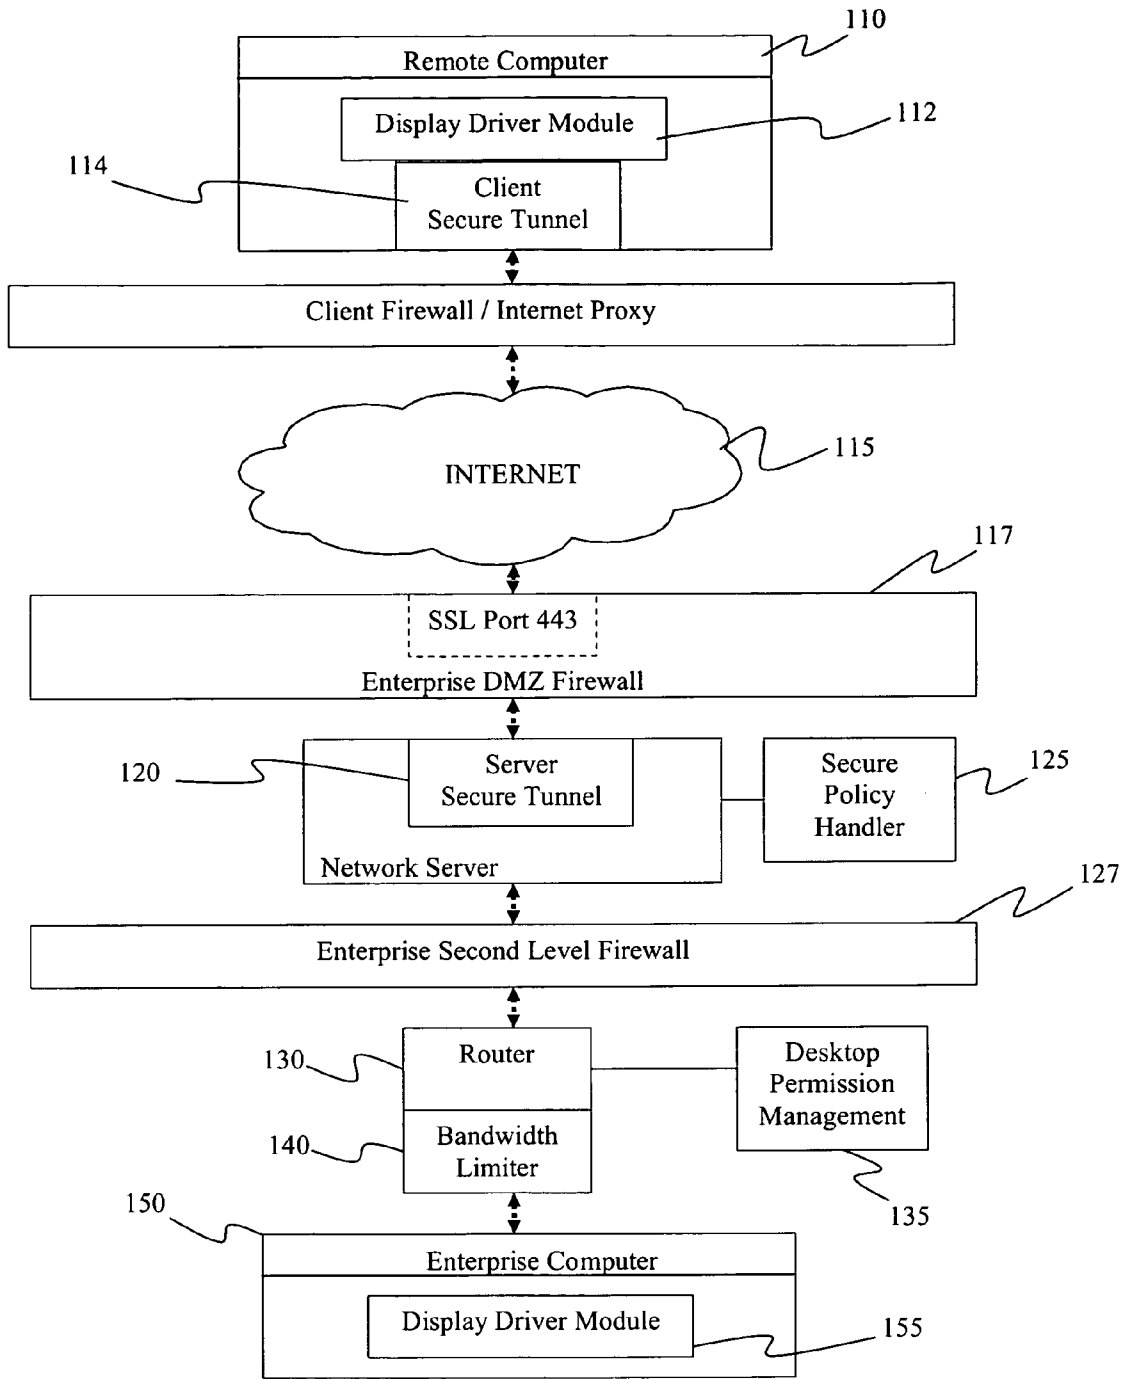 110
Remote Computer
Display Driver Module
112
114
Client
Secure Tunnel
Client Firewall / Internet Proxy
INTERNET
115
117
SSL Port 443
Enterprise DMZ Firewall
120
Server
Secure Tunnel
Network Server
Secure
Policy
Handler
125
127
Enterprise Second Level Firewall
130
Router
Desktop
Permission
Management
140
Bandwidth
Limiter
135
150
Enterprise Computer
Display Driver Module
155